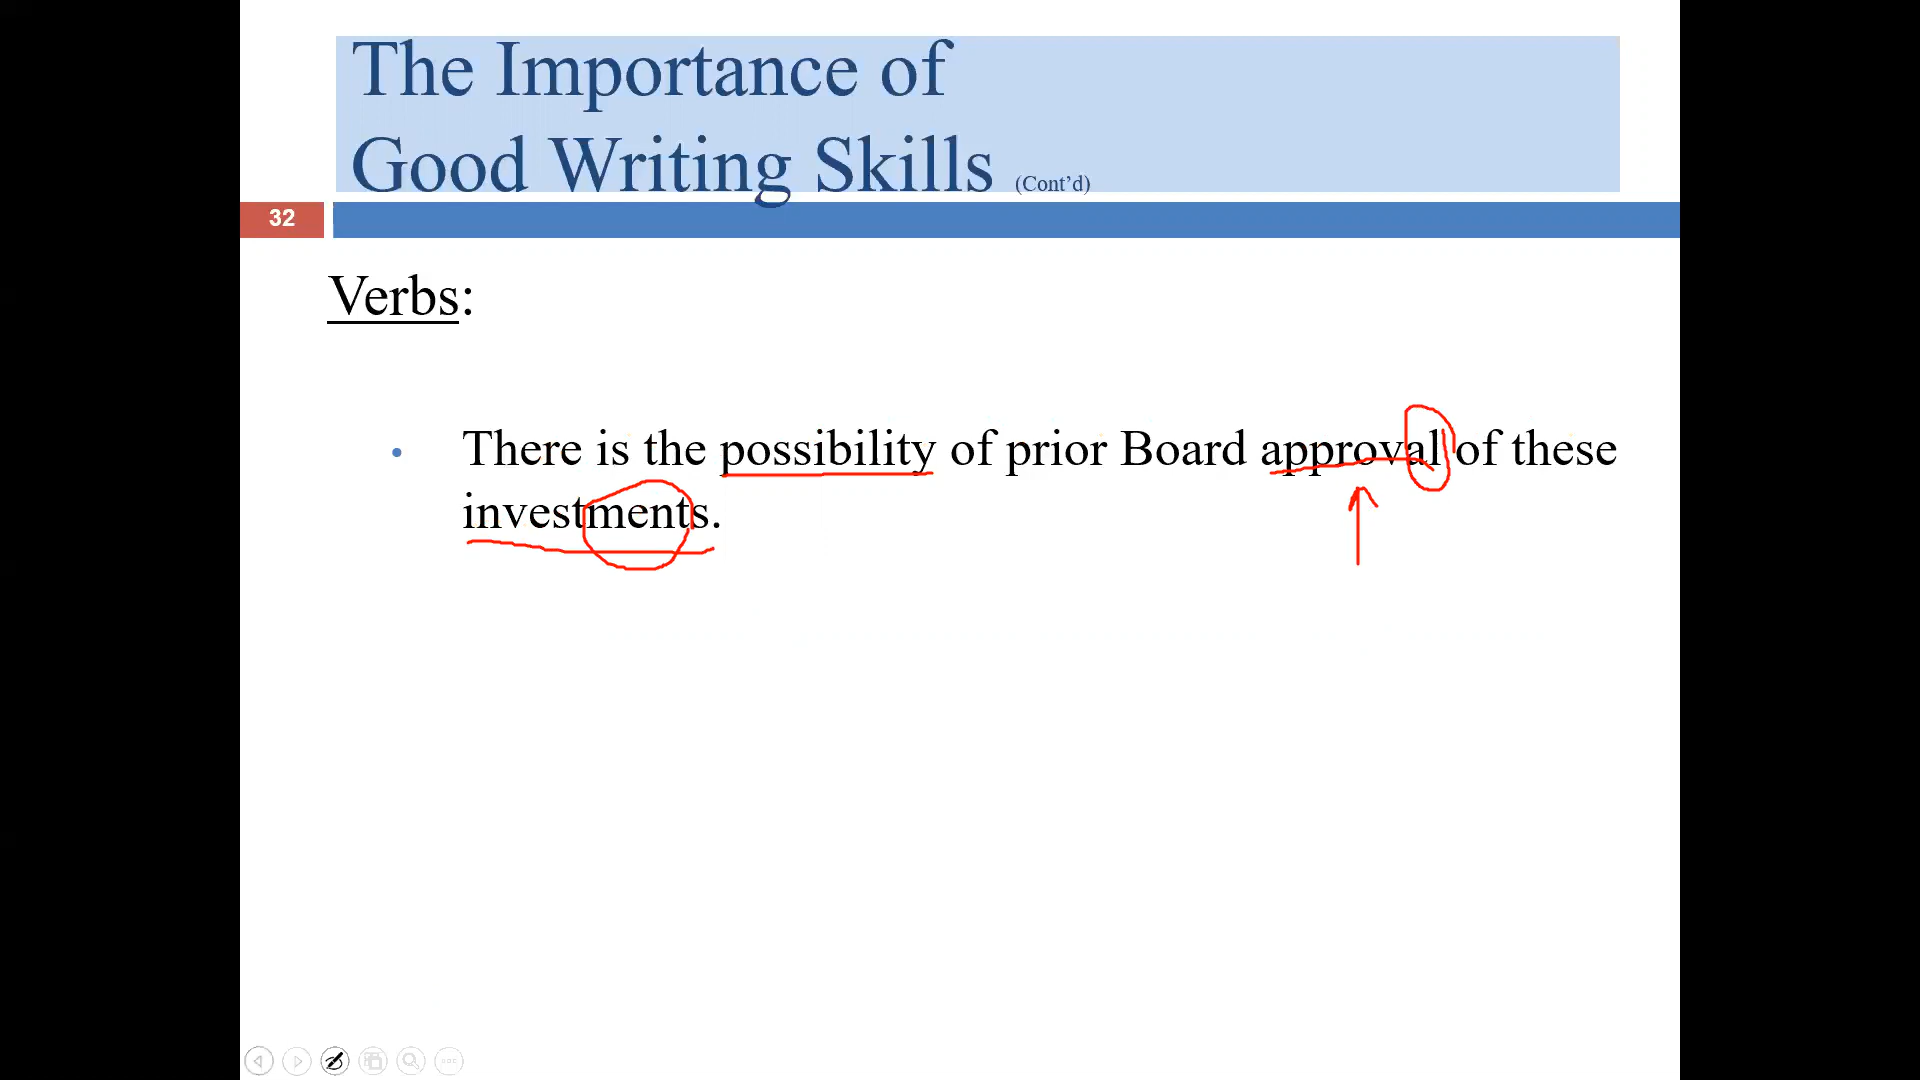 The Importance of
Good Writing Skills (Cont’d)
32
Verbs:
• There is the possibility of prior Board approval of these
investments.